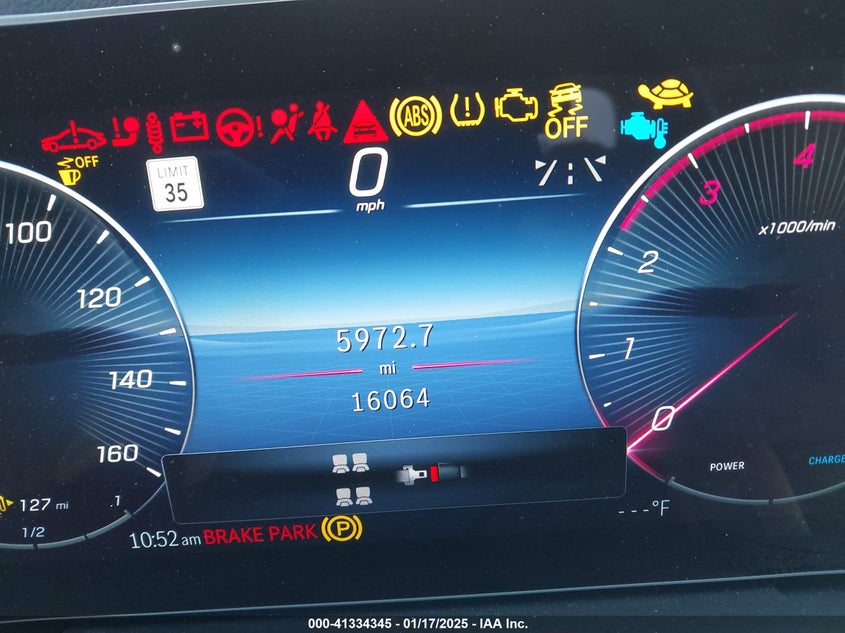 ABS
OFF
OFF
LIMIT
35
0
mph
100
120
140
160
4
3
2
1
0
x1000/min
5972.7
mi
16064
POWER
CHARGE
127 mi
.1
1/2
---°F
10:52 am BRAKE PARK P
000-41334345 - 01/17/2025 - IAA Inc.